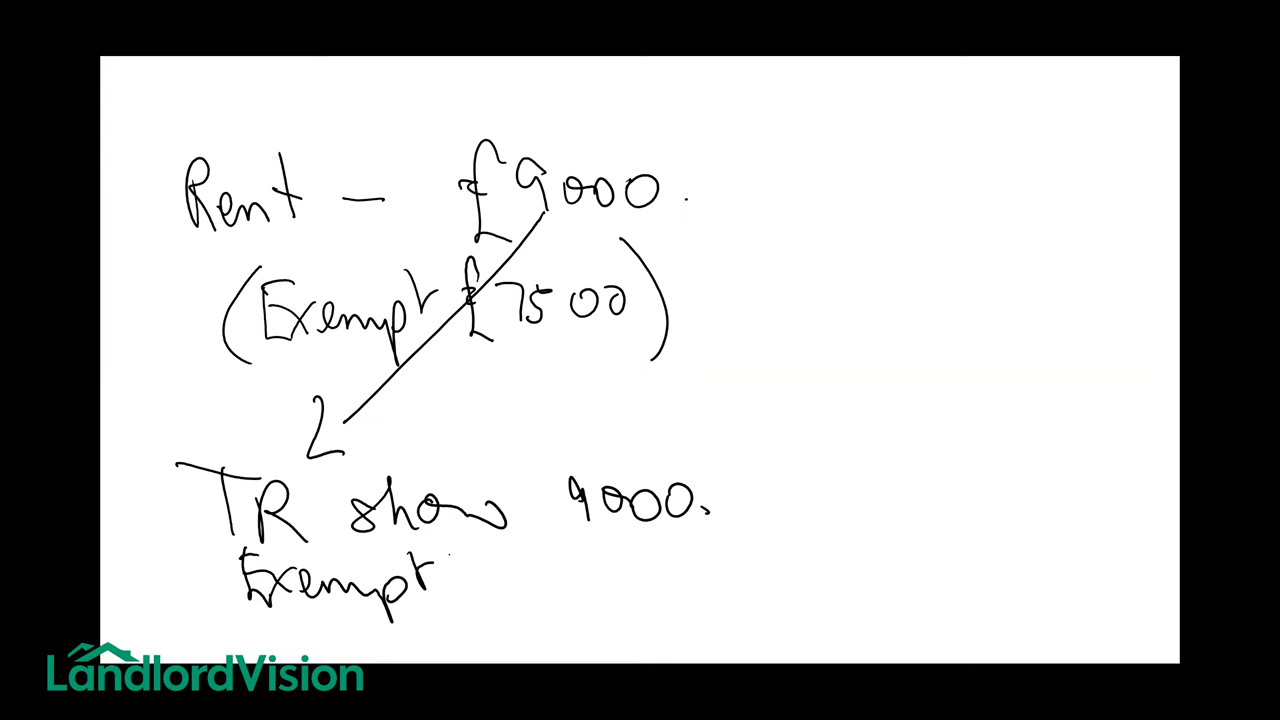 Rent - £9000.
(Exempt £7500)
TR show 9000.
Exempt
LandlordVision